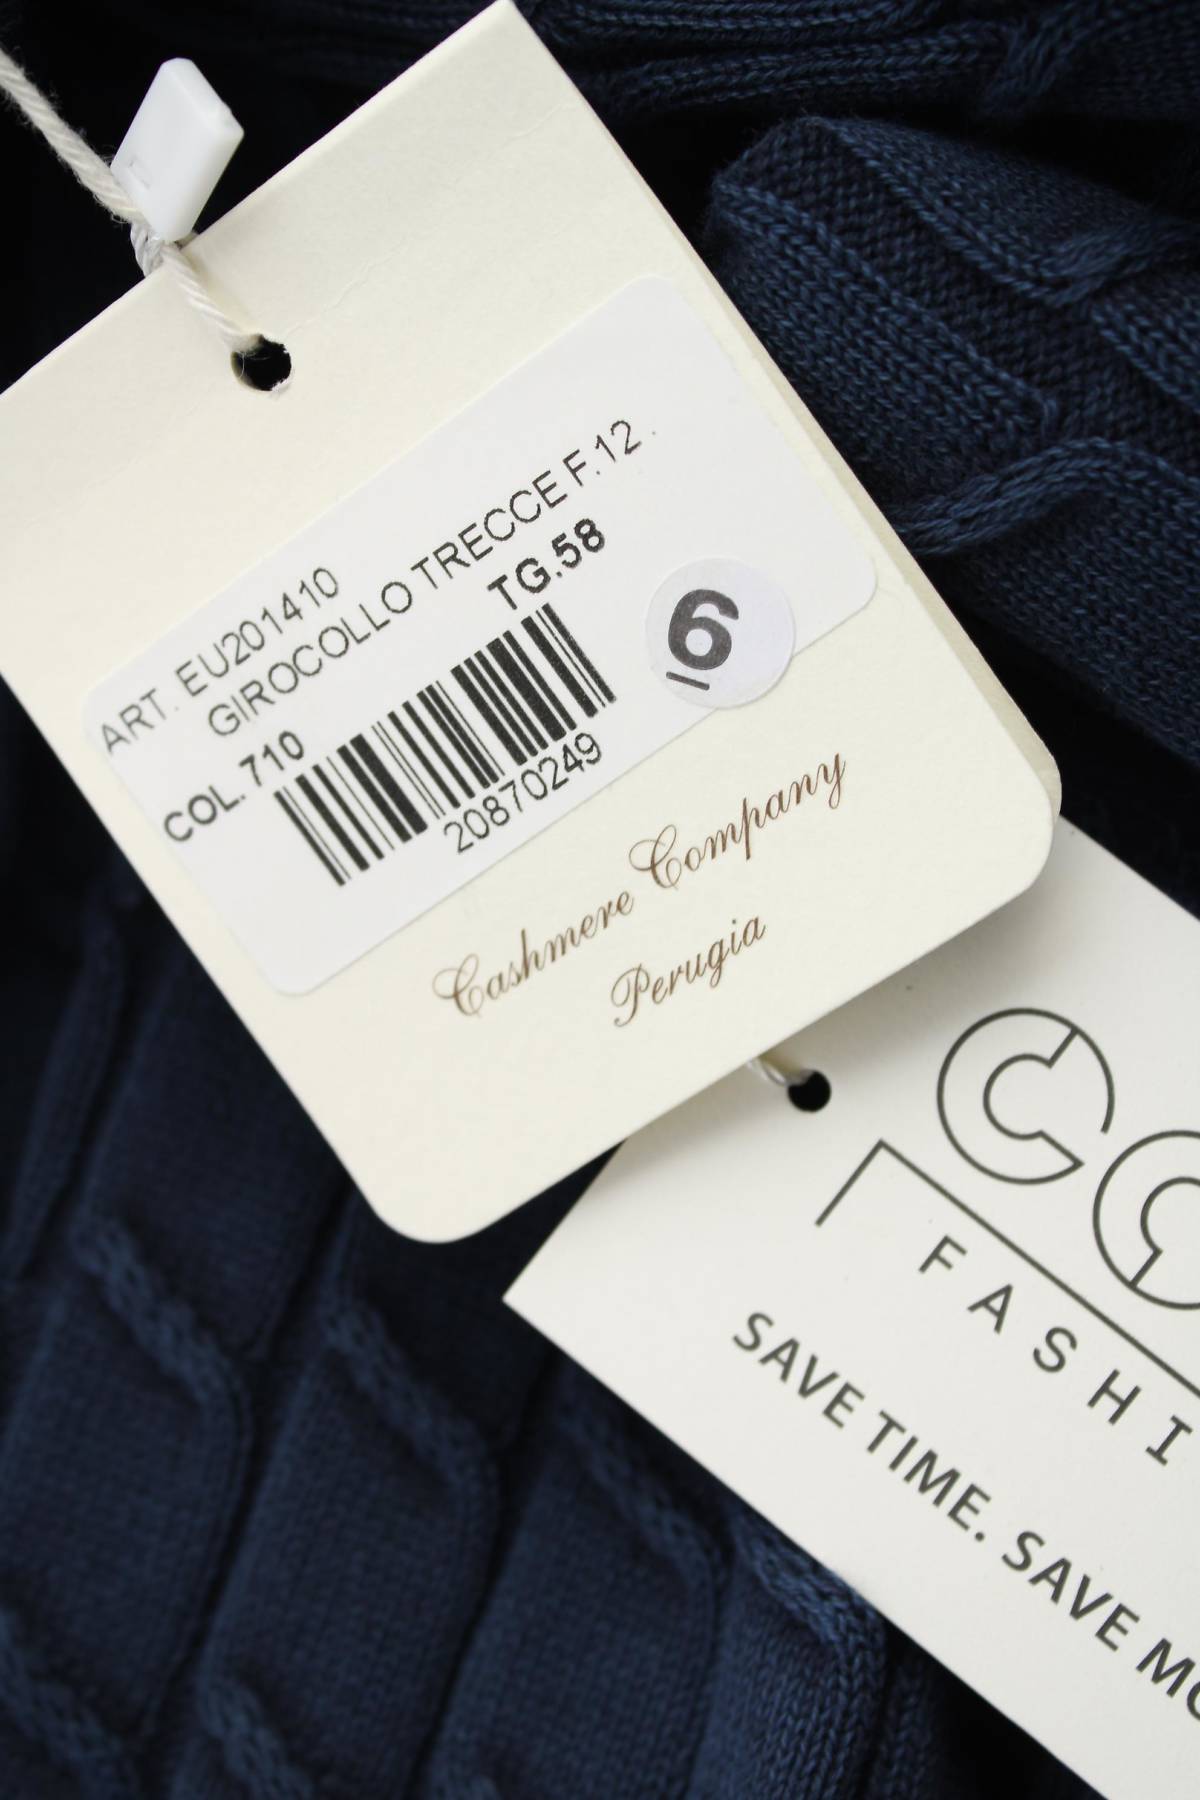 ART. EU201410
GIROCOLLO TRECCE F.12
TG.58
COL. 710
20870249
6
Cashmere Company
Perugia
FASHI
SAVE TIME. SAVE MO